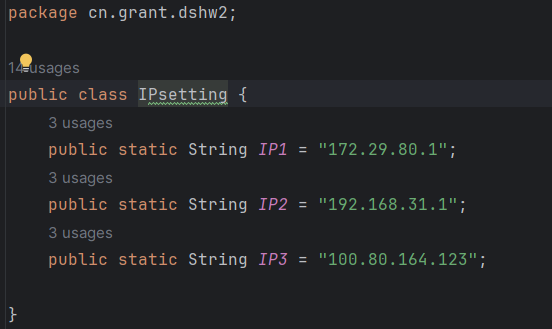 package cn.grant.dshw2;
14 usages
public class IPsetting {
3 usages
public static String IP1 = "172.29.80.1";
3 usages
public static String IP2 = "192.168.31.1";
3 usages
public static String IP3 = "100.80.164.123";
}